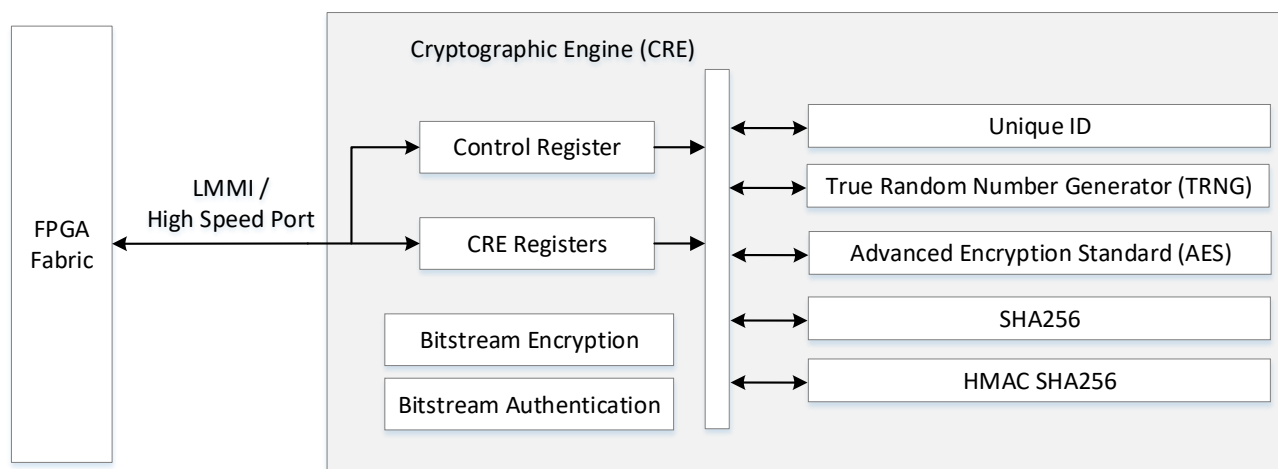 Cryptographic Engine (CRE)
FPGA
Fabric
LMMI /
High Speed Port
Control Register
CRE Registers
Bitstream Encryption
Bitstream Authentication
Unique ID
True Random Number Generator (TRNG)
Advanced Encryption Standard (AES)
SHA256
HMAC SHA256